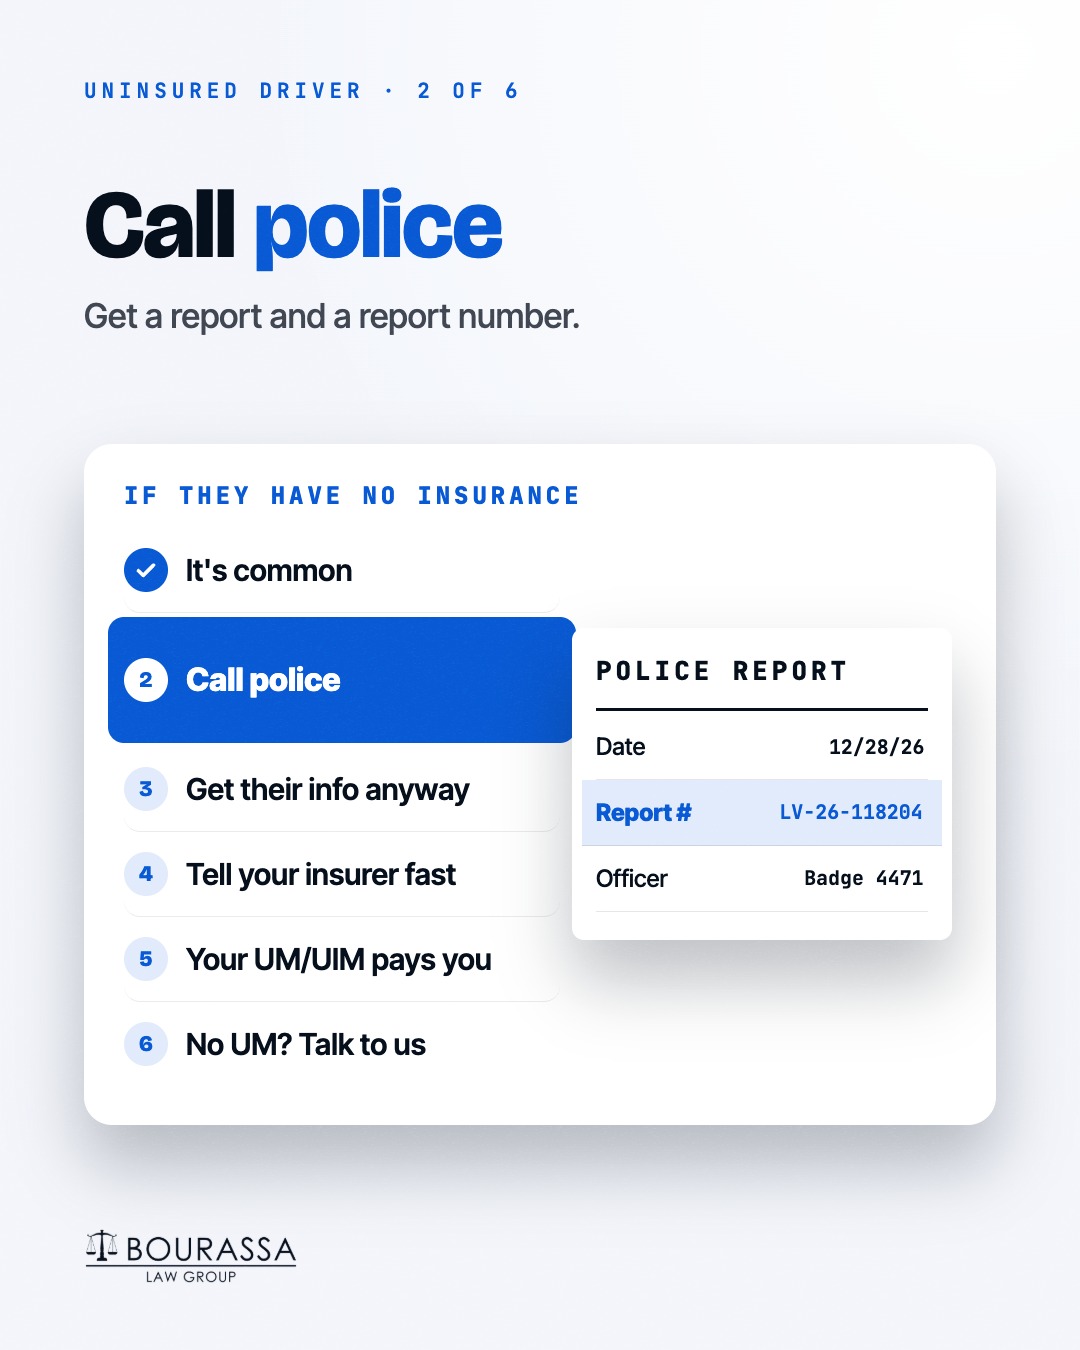 UNINSURED DRIVER · 2 OF 6
Call police
Get a report and a report number.
IF THEY HAVE NO INSURANCE
It's common
2 Call police
3 Get their info anyway
4 Tell your insurer fast
5 Your UM/UIM pays you
6 No UM? Talk to us
POLICE REPORT
Date 12/28/26
Report # LV-26-118204
Officer Badge 4471
BOURASSA
LAW GROUP